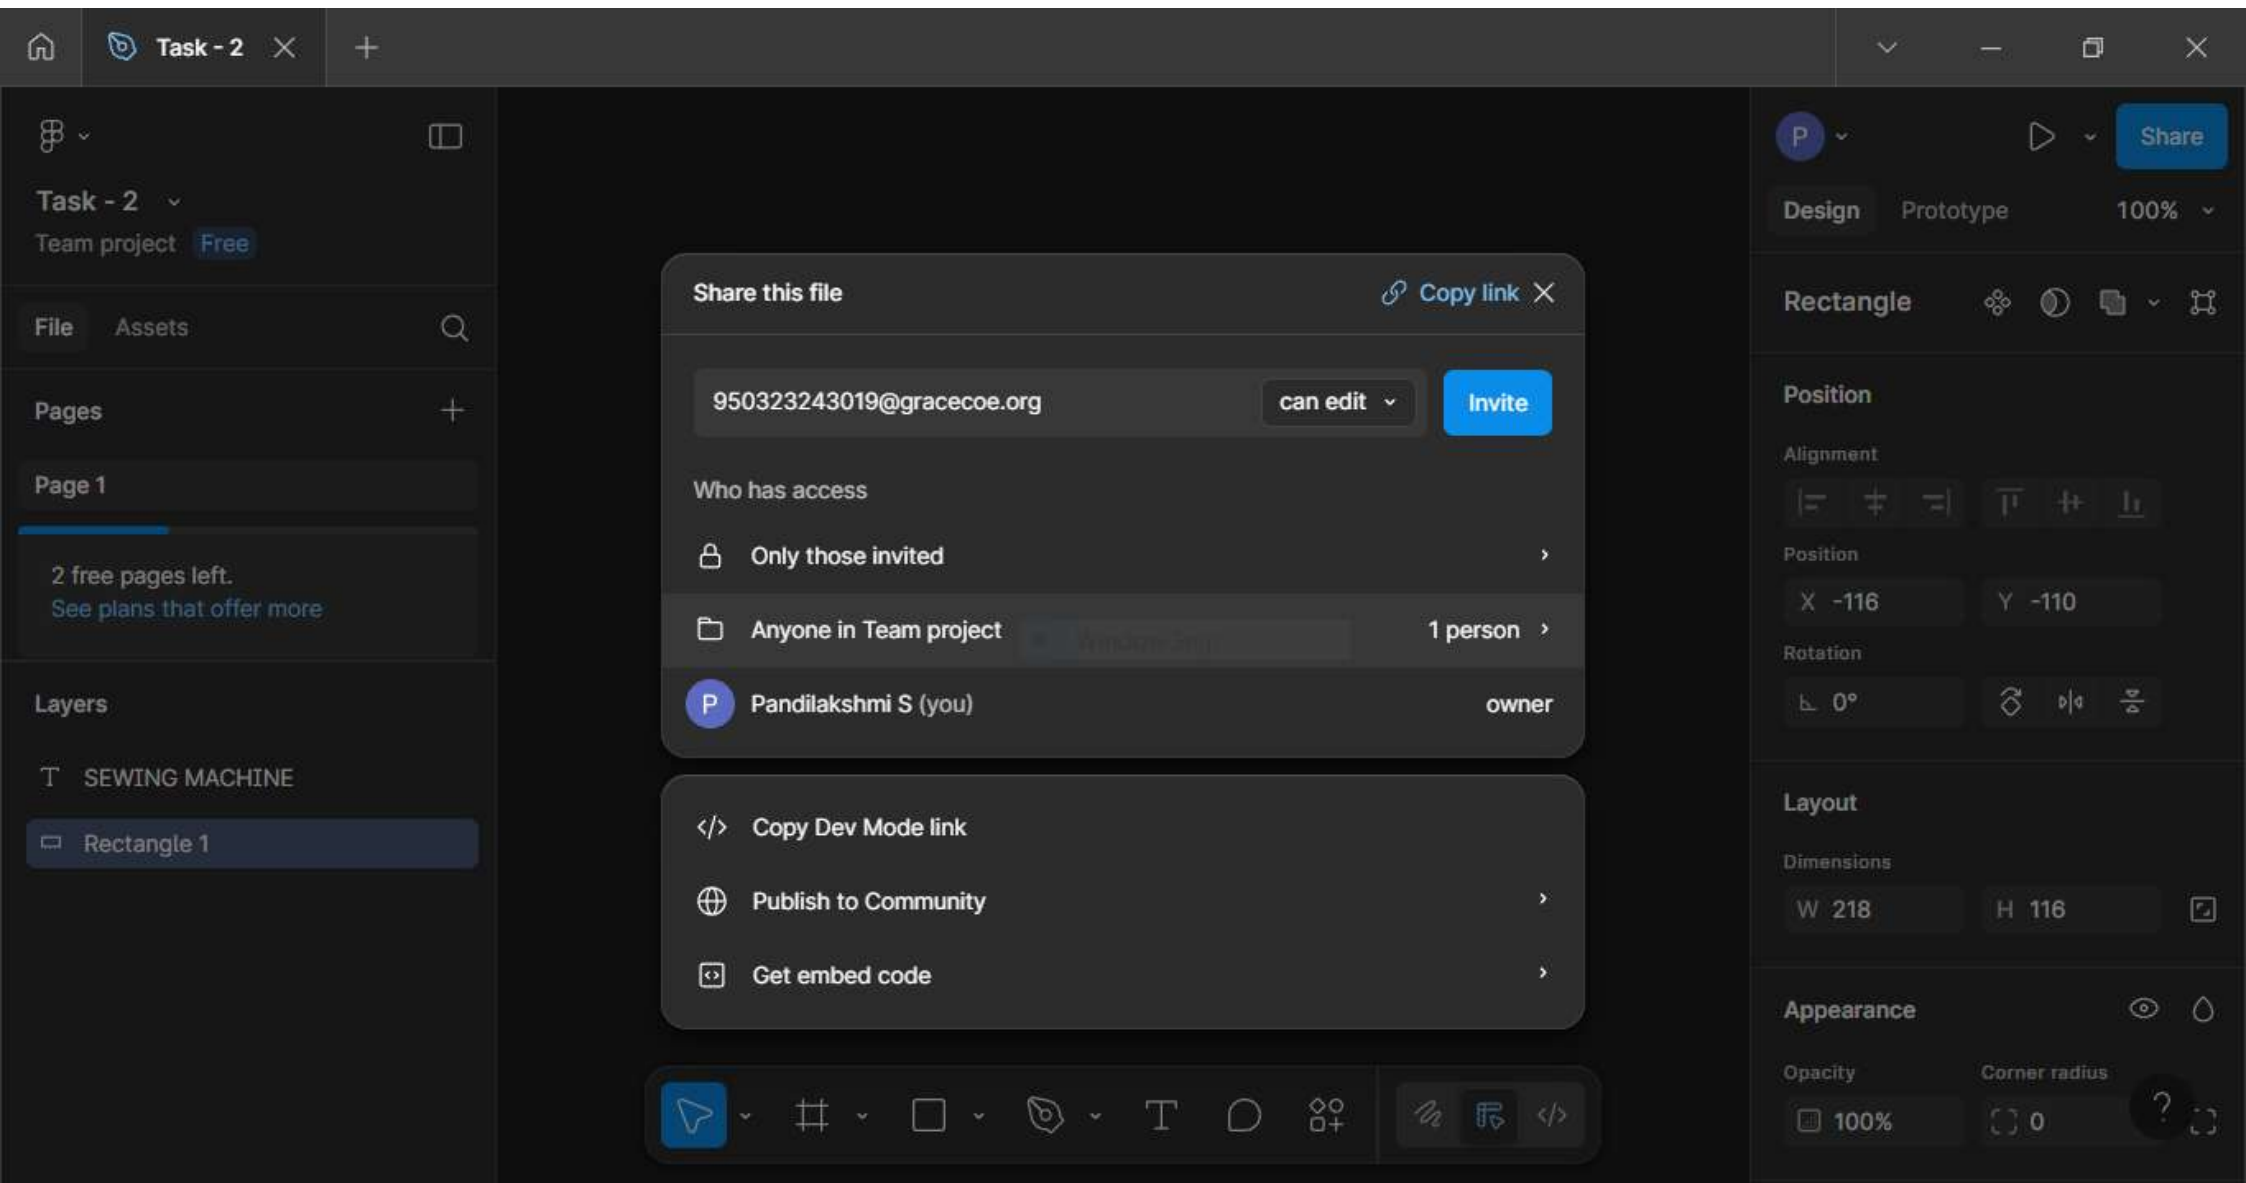 Task - 2
Task - 2
Team project Free
File Assets
Pages
Page 1
2 free pages left.
See plans that offer more
Layers
T SEWING MACHINE
Rectangle 1
Share this file Copy link
950323243019@gracecoe.org can edit Invite
Who has access
Only those invited
Anyone in Team project 1 person
P Pandilakshmi S (you) owner
</> Copy Dev Mode link
Publish to Community
Get embed code
P Share
Design Prototype 100%
Rectangle
Position
Alignment
Position
X -116 Y -110
Rotation
0°
Layout
Dimensions
W 218 H 116
Appearance
Opacity Corner radius
100% 0 ?